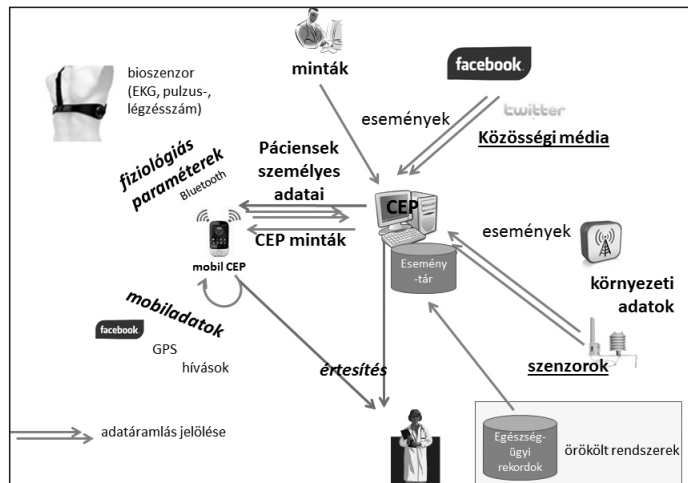 bioszenzor
(EKG, pulzus-,
légzésszám)
minták
facebook
twitter
események
Közösségi média
fiziológiás
paraméterek
Bluetooth
Páciensek
személyes
adatai
CEP
CEP minták
mobil CEP
Esemény
-tár
események
környezeti
adatok
szenzorok
mobiladatok
facebook
GPS
hívások
értesítés
adatáramlás jelölése
Egészség-
ügyi
rekordok
örökölt rendszerek